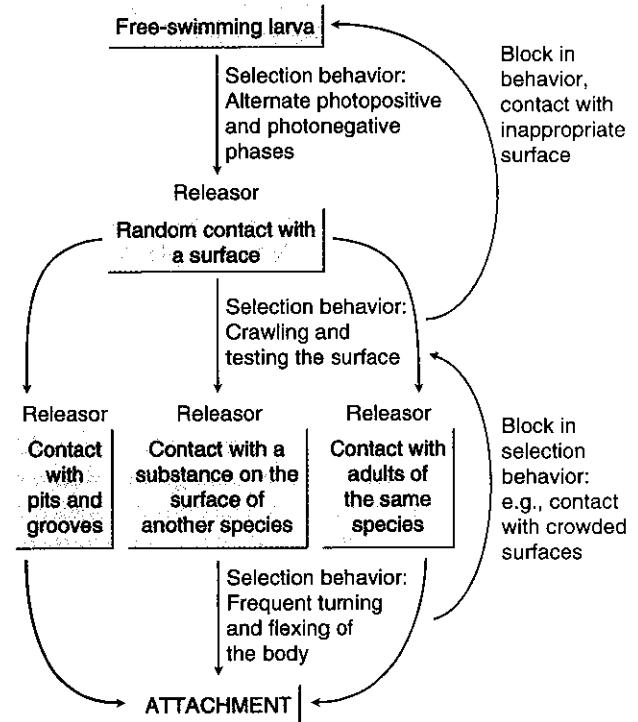 Free-swimming larva
Selection behavior:
Alternate photopositive
and photonegative
phases
Block in
behavior,
contact with
inappropriate
surface
Releasor
Random contact with
a surface
Selection behavior:
Crawling and
testing the surface
Releasor
Contact
with
pits and
grooves
Releasor
Contact with a
substance on the
surface of
another species
Releasor
Contact with
adults of
the same
species
Block in
selection
behavior:
e.g., contact
with crowded
surfaces
Selection behavior:
Frequent turning
and flexing of
the body
ATTACHMENT